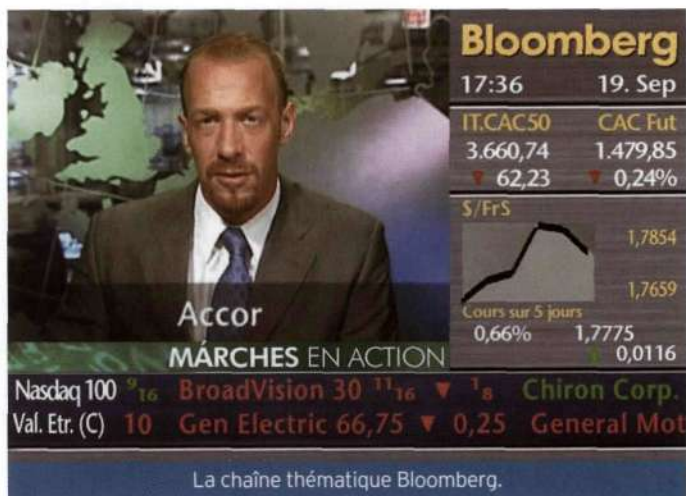 Bloomberg
17:36 19. Sep
IT.CAC50 CAC Fut
3.660,74 1.479,85
▼ 62,23 ▼ 0,24%
$/FrS
1,7854
1,7659
Cours sur 5 jours
0,66% 1,7775
0,0116
Accor
MÁRCHES EN ACTION
Nasdaq 100 9/16 BroadVision 30 11/16 ▼ 1/8 Chiron Corp.
Val. Etr. (C) 10 Gen Electric 66,75 ▼ 0,25 General Mot
La chaîne thématique Bloomberg.